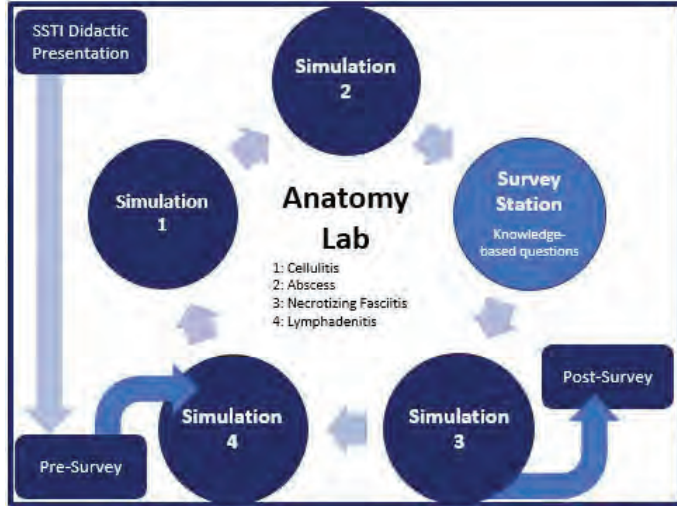 SSTI Didactic
Presentation
Simulation
2
Simulation
1
Survey
Station
Knowledge-
based questions
Anatomy
Lab
1: Cellulitis
2: Abscess
3: Necrotizing Fasciitis
4: Lymphadenitis
Post-Survey
Simulation
4
Simulation
3
Pre-Survey